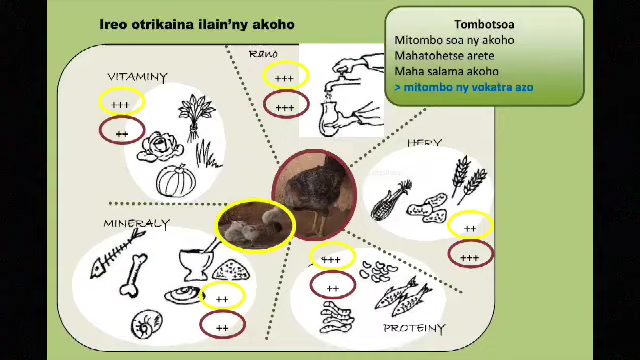 Ireo otrikaina ilain'ny akoho
Tombotsoa
Mitombo soa ny akoho
Mahatohetse arete
Maha salama akoho
> mitombo ny vokatra azo
Rano
+++
+++
VITAMINY
+++
++
HERY
++
+++
MINERALY
++
++
+++
++
PROTEINY